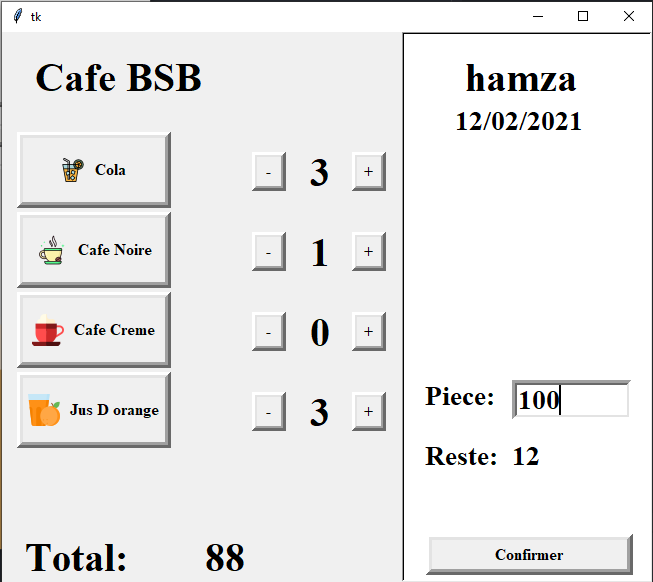 tk
Cafe BSB
Cola - 3 +
Cafe Noire - 1 +
Cafe Creme - 0 +
Jus D orange - 3 +
Total: 88
hamza
12/02/2021
Piece: 100
Reste: 12
Confirmer